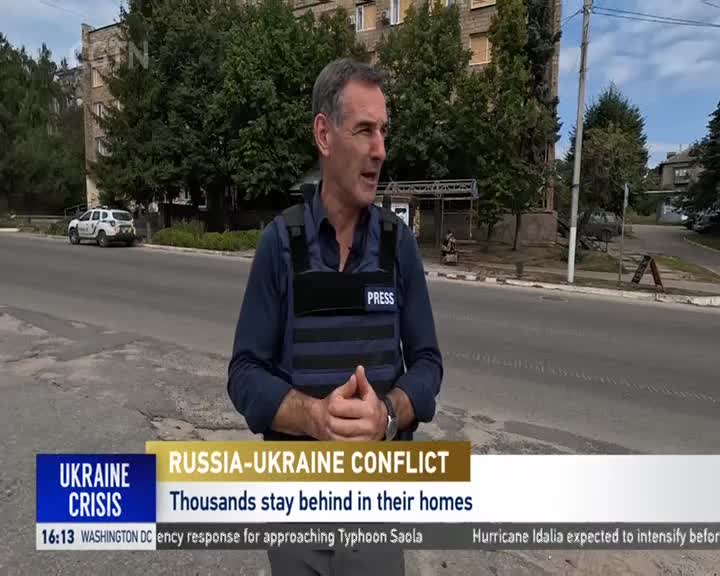 CGTN
PRESS
RUSSIA-UKRAINE CONFLICT
UKRAINE
CRISIS
Thousands stay behind in their homes
16:13 WASHINGTON DC
ency response for approaching Typhoon Saola Hurricane Idalia expected to intensify befor